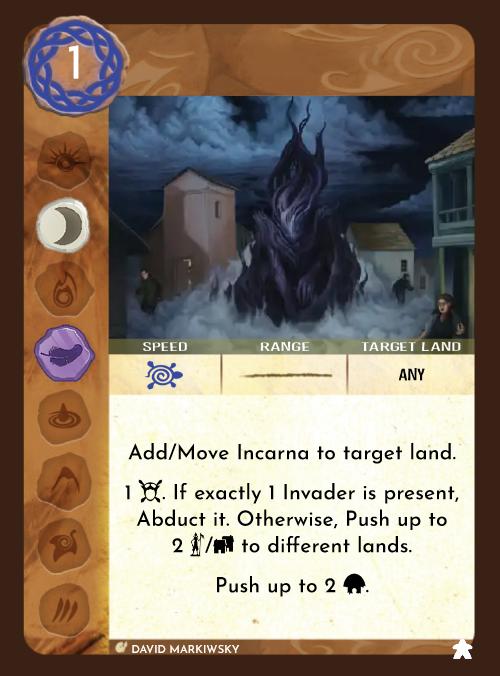 1
SPEED RANGE TARGET LAND
ANY
Add/Move Incarna to target land.
1 . If exactly 1 Invader is present,
Abduct it. Otherwise, Push up to
2 / to different lands.
Push up to 2 .
DAVID MARKIWSKY